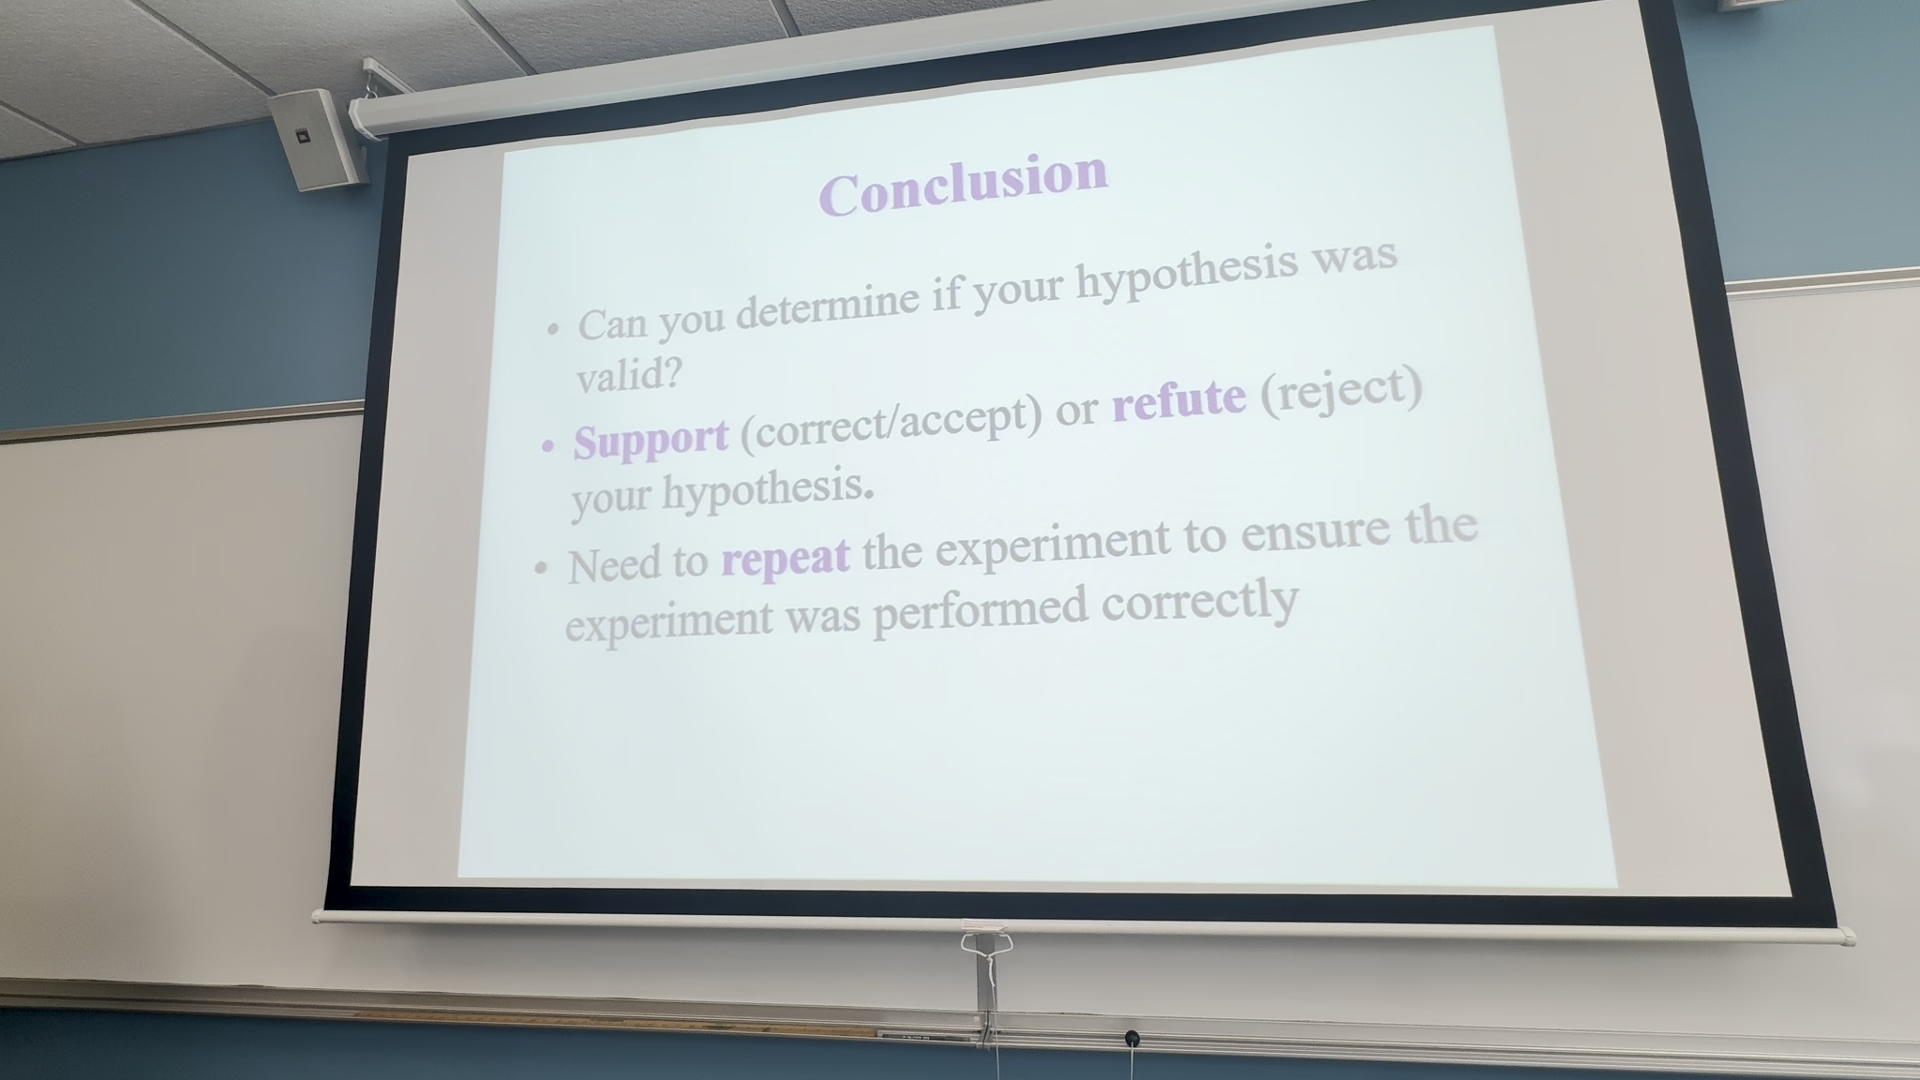 Conclusion
• Can you determine if your hypothesis was
valid?
• Support (correct/accept) or refute (reject)
your hypothesis.
• Need to repeat the experiment to ensure the
experiment was performed correctly